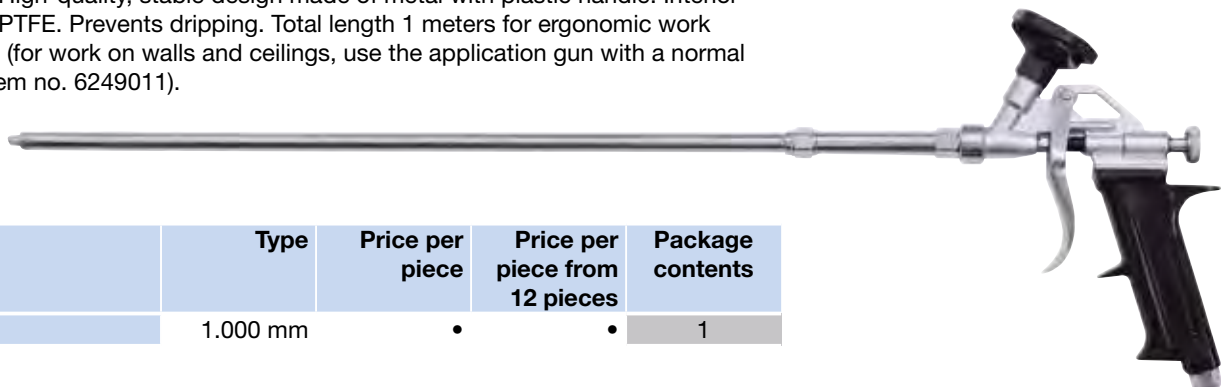 High-quality, stable design made of metal with plastic handle. Interior
PTFE. Prevents dripping. Total length 1 meters for ergonomic work
(for work on walls and ceilings, use the application gun with a normal
em no. 6249011).
Type Price per piece Price per piece from 12 pieces Package contents
1.000 mm • • 1